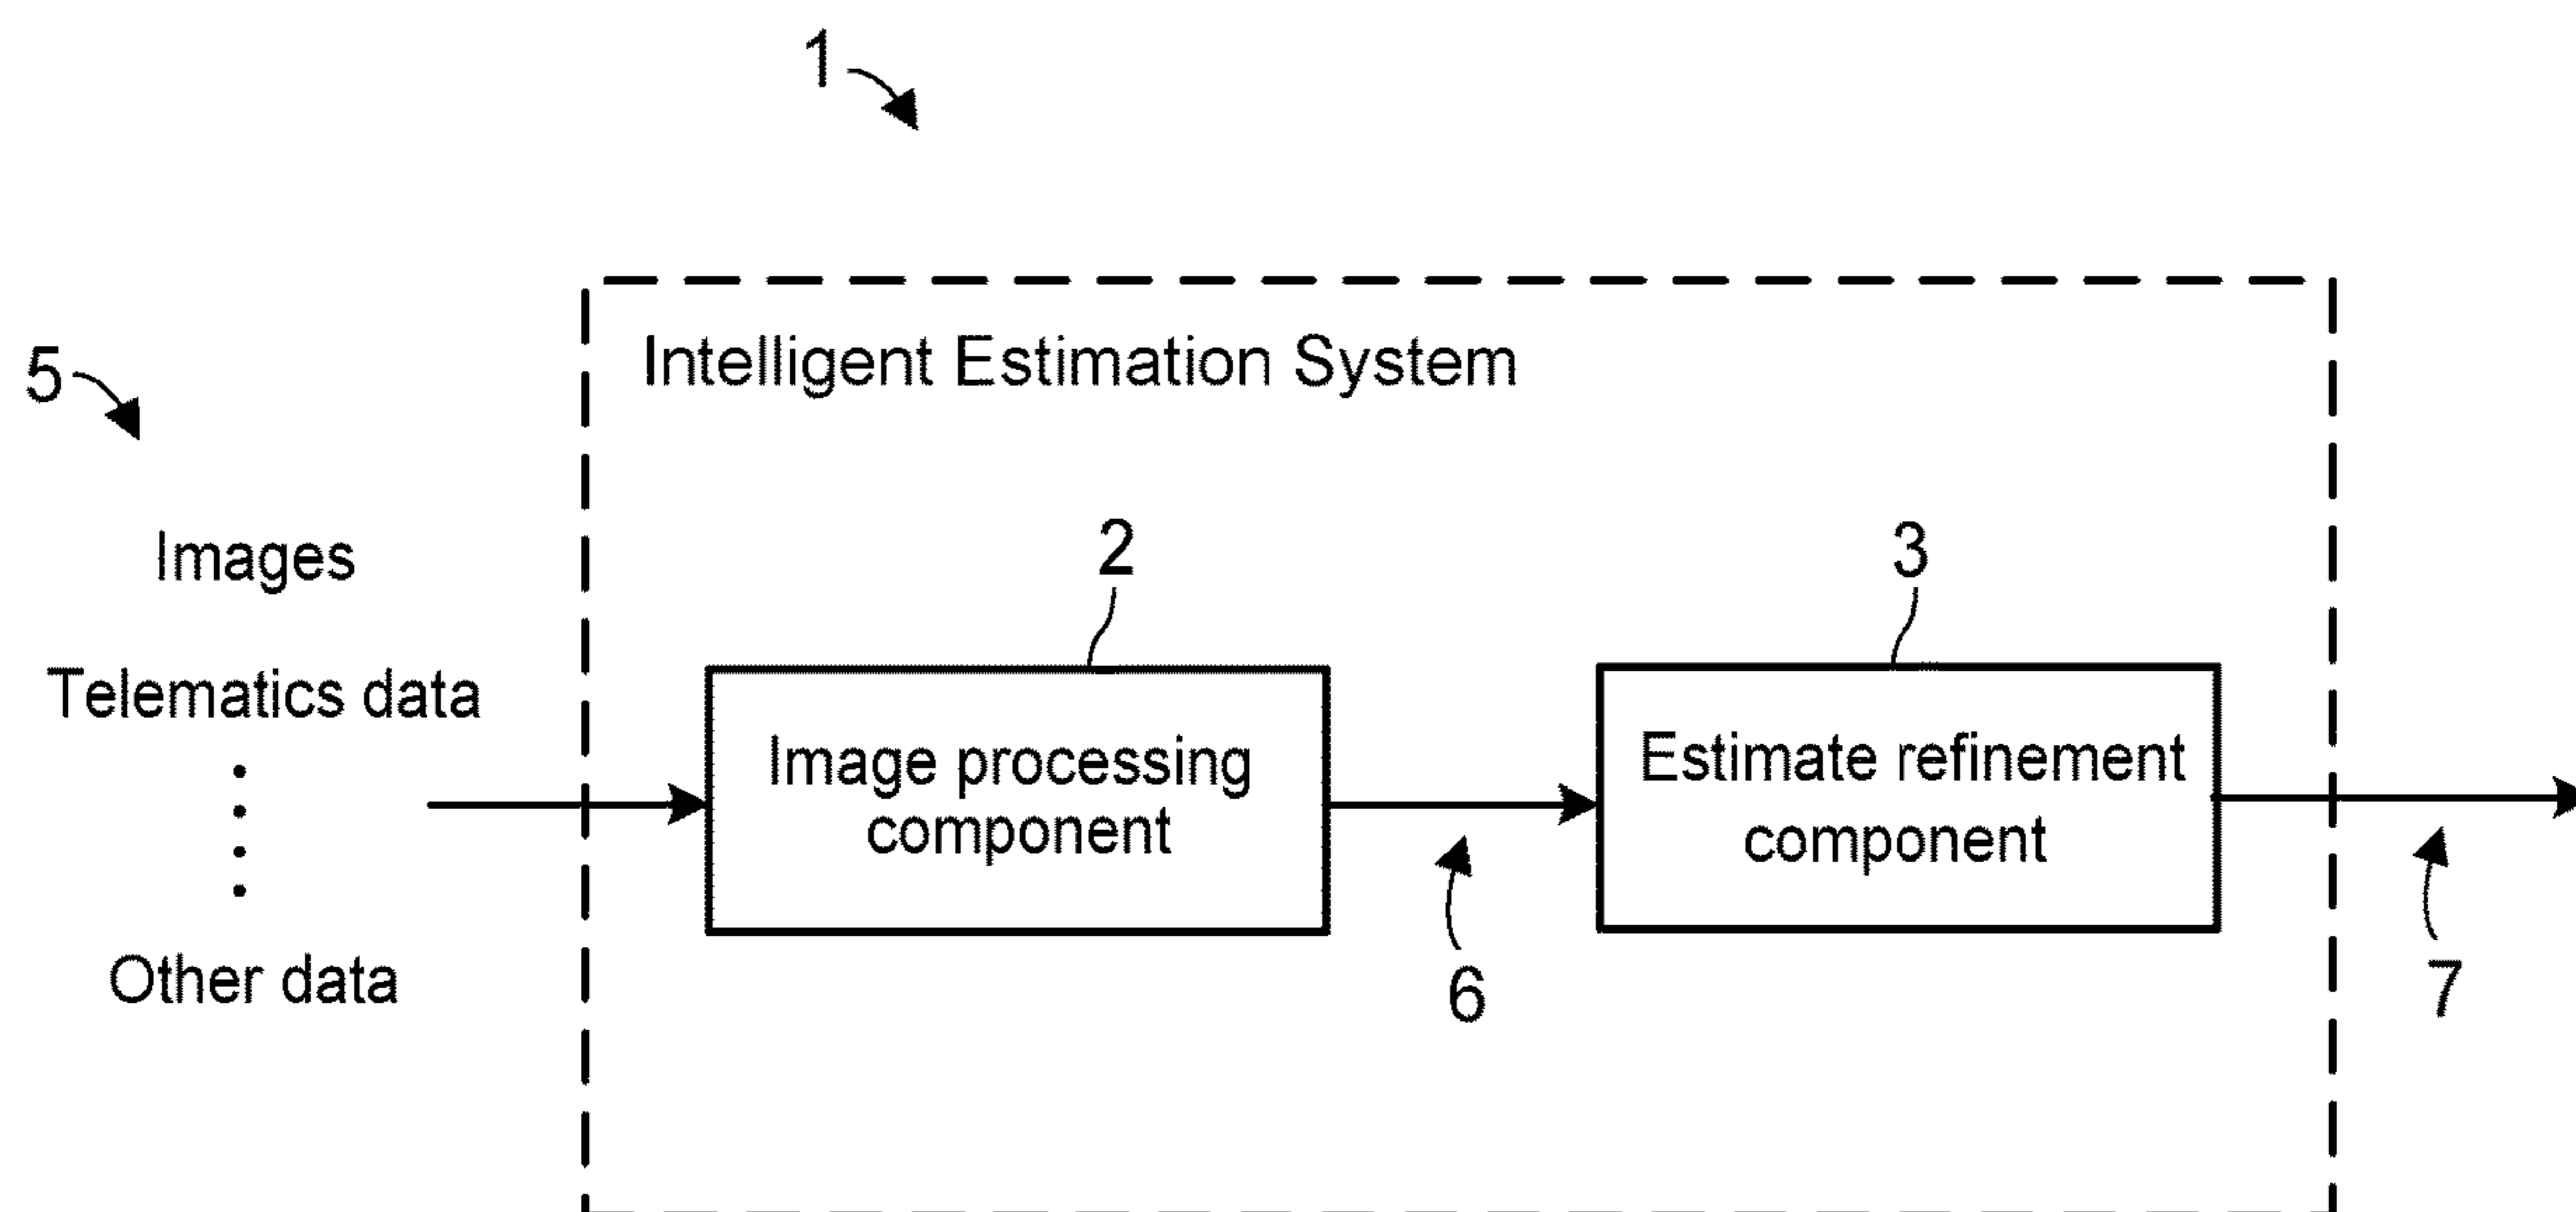 1
5
Intelligent Estimation System
Images
Telematics data
Other data
2
Image processing
component
6
3
Estimate refinement
component
7